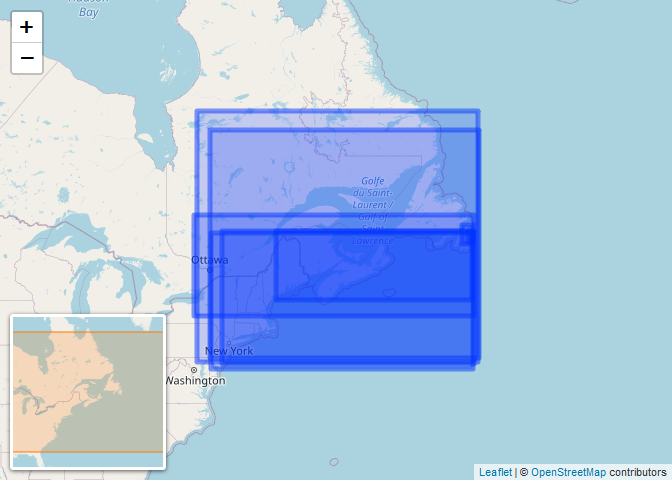 Hudson
Bay
+
−
Golfe
du Saint-
Laurent /
Gulf of
Saint
Lawrence
Ottawa
New York
Washington
Leaflet | © OpenStreetMap contributors